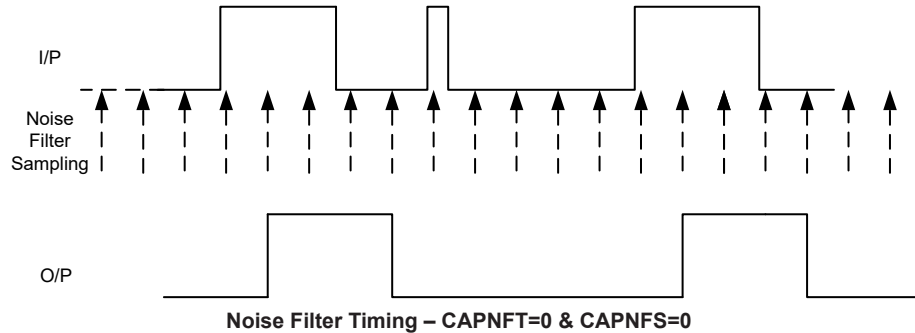 I/P
Noise
Filter
Sampling
O/P
Noise Filter Timing – CAPNFT=0 & CAPNFS=0